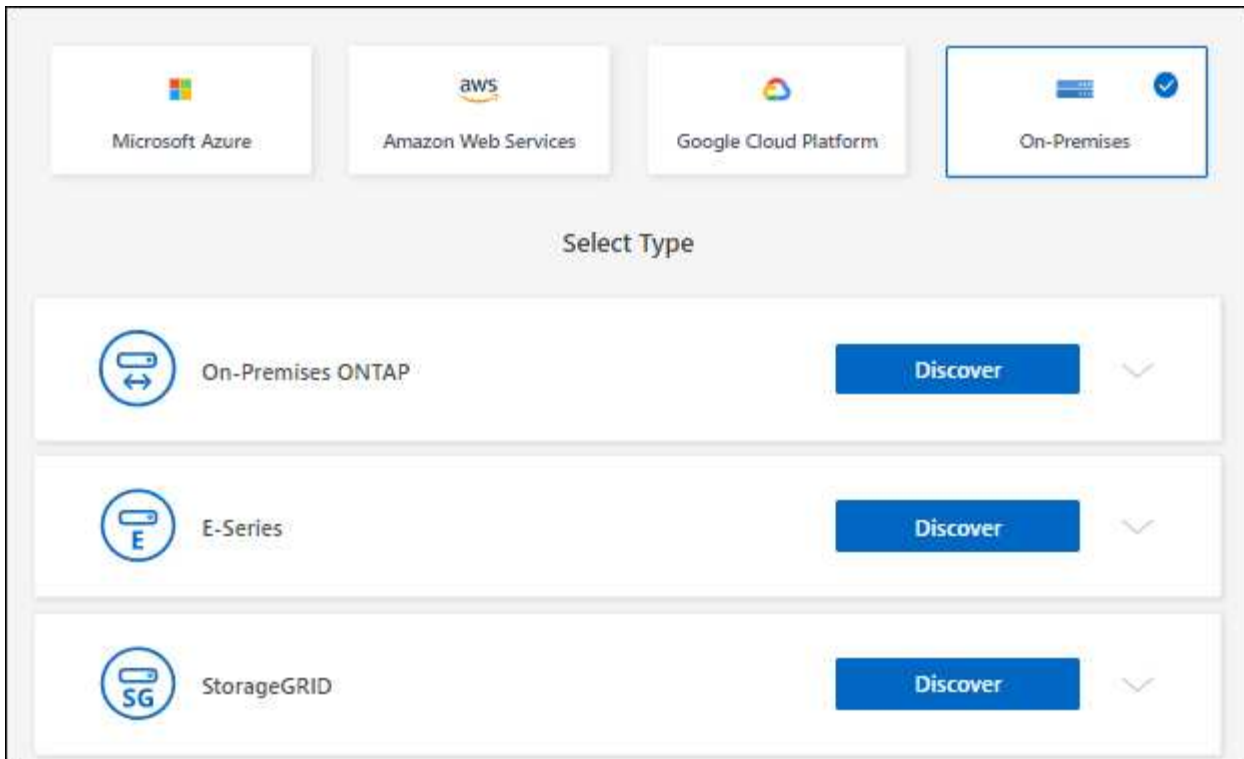 aws
Microsoft Azure
Amazon Web Services
Google Cloud Platform
On-Premises
Select Type
On-Premises ONTAP
Discover
E
E-Series
Discover
SG
StorageGRID
Discover